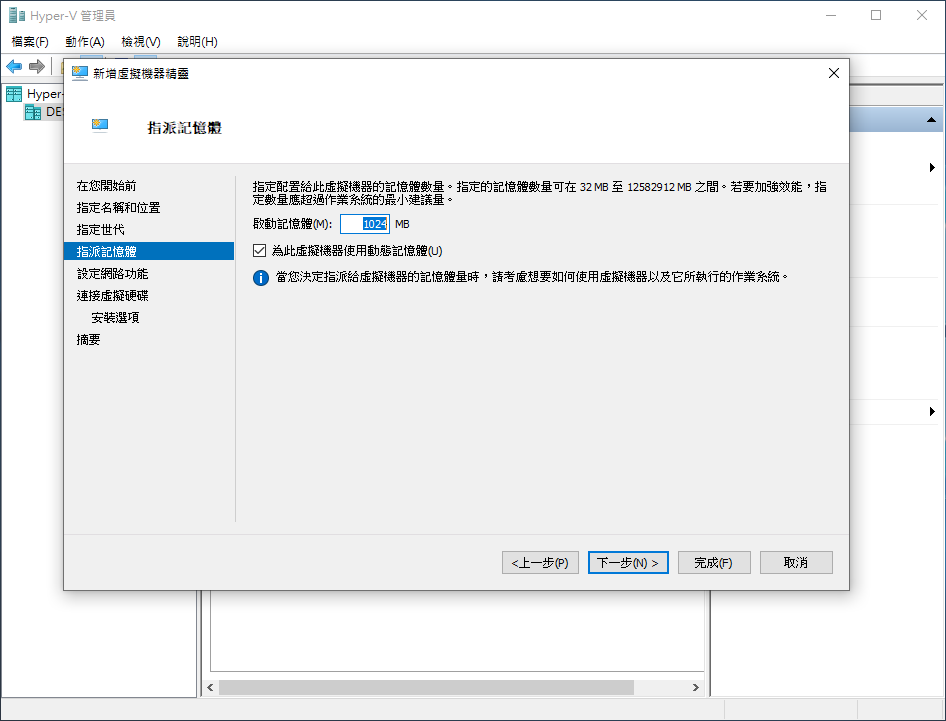 Hyper-V 管理員
檔案(F) 動作(A) 檢視(V) 說明(H)
新增虛擬機器精靈
Hyper-
DE
指派記憶體
在您開始前
指定名稱和位置
指定世代
指派記憶體
設定網路功能
連接虛擬硬碟
安裝選項
摘要
指定配置給此虛擬機器的記憶體數量。指定的記憶體數量可在 32 MB 至 12582912 MB 之間。若要加強效能，指
定數量應超過作業系統的最小建議量。
啟動記憶體(M): 1024 MB
為此虛擬機器使用動態記憶體(U)
當您決定指派給虛擬機器的記憶體量時，請考慮想要如何使用虛擬機器以及它所執行的作業系統。
<上一步(P) 下一步(N) > 完成(F) 取消